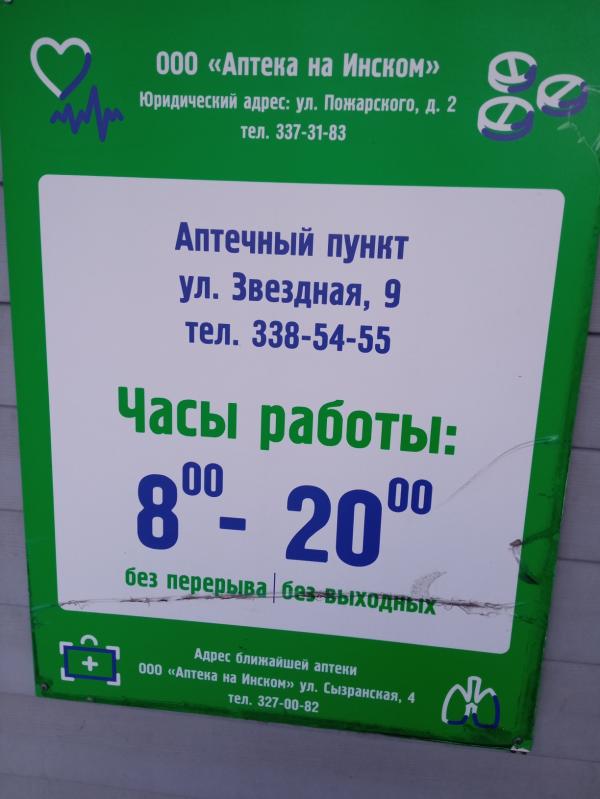 ООО «Аптека на Инском»
Юридический адрес: ул. Пожарского, д. 2
тел. 337-31-83
Аптечный пункт
ул. Звездная, 9
тел. 338-54-55
Часы работы:
8⁰⁰ - 20⁰⁰
без перерыва | без выходных
Адрес ближайшей аптеки
ООО «Аптека на Инском» ул. Сызранская, 4
тел. 327-00-82